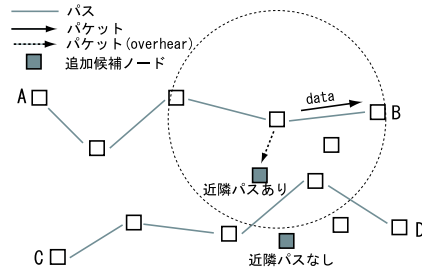 パス
パケット
パケット(overhear)
追加候補ノード
A
data
B
近隣パスあり
C
D
近隣パスなし